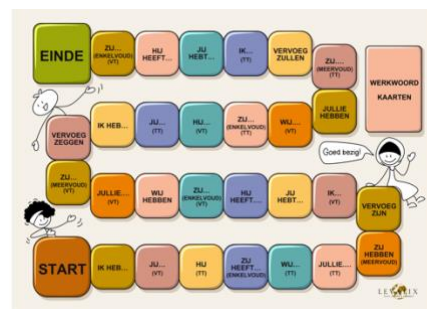 EINDE
ZIJ...
(ENKELVOUD)
(VT)
HIJ
HEEFT...
JIJ
HEBT...
IK...
(TT)
VERVOEG
ZULLEN
ZIJ....
(MEERVOUD)
(TT)
WERKWOORD
KAARTEN
JULLIE
HEBBEN
WIJ....
(VT)
ZIJ...
(ENKELVOUD)
(TT)
HIJ...
(VT)
JIJ...
(TT)
IK HEB...
VERVOEG
ZEGGEN
Goed bezig!
ZIJ...
(MEERVOUD)
(VT)
JULLIE....
(VT)
WIJ
HEBBEN
ZIJ...
(ENKELVOUD)
(VT)
HIJ
HEEFT....
JIJ
HEBT...
IK...
(VT)
VERVOEG
ZIJN
START
IK HEB...
JIJ...
(VT)
HIJ
(TT)
ZIJ
HEEFT...
(ENKELVOUD)
WIJ...
(TT)
JULLIE....
(TT)
ZIJ
HEBBEN
(MEERVOUD)